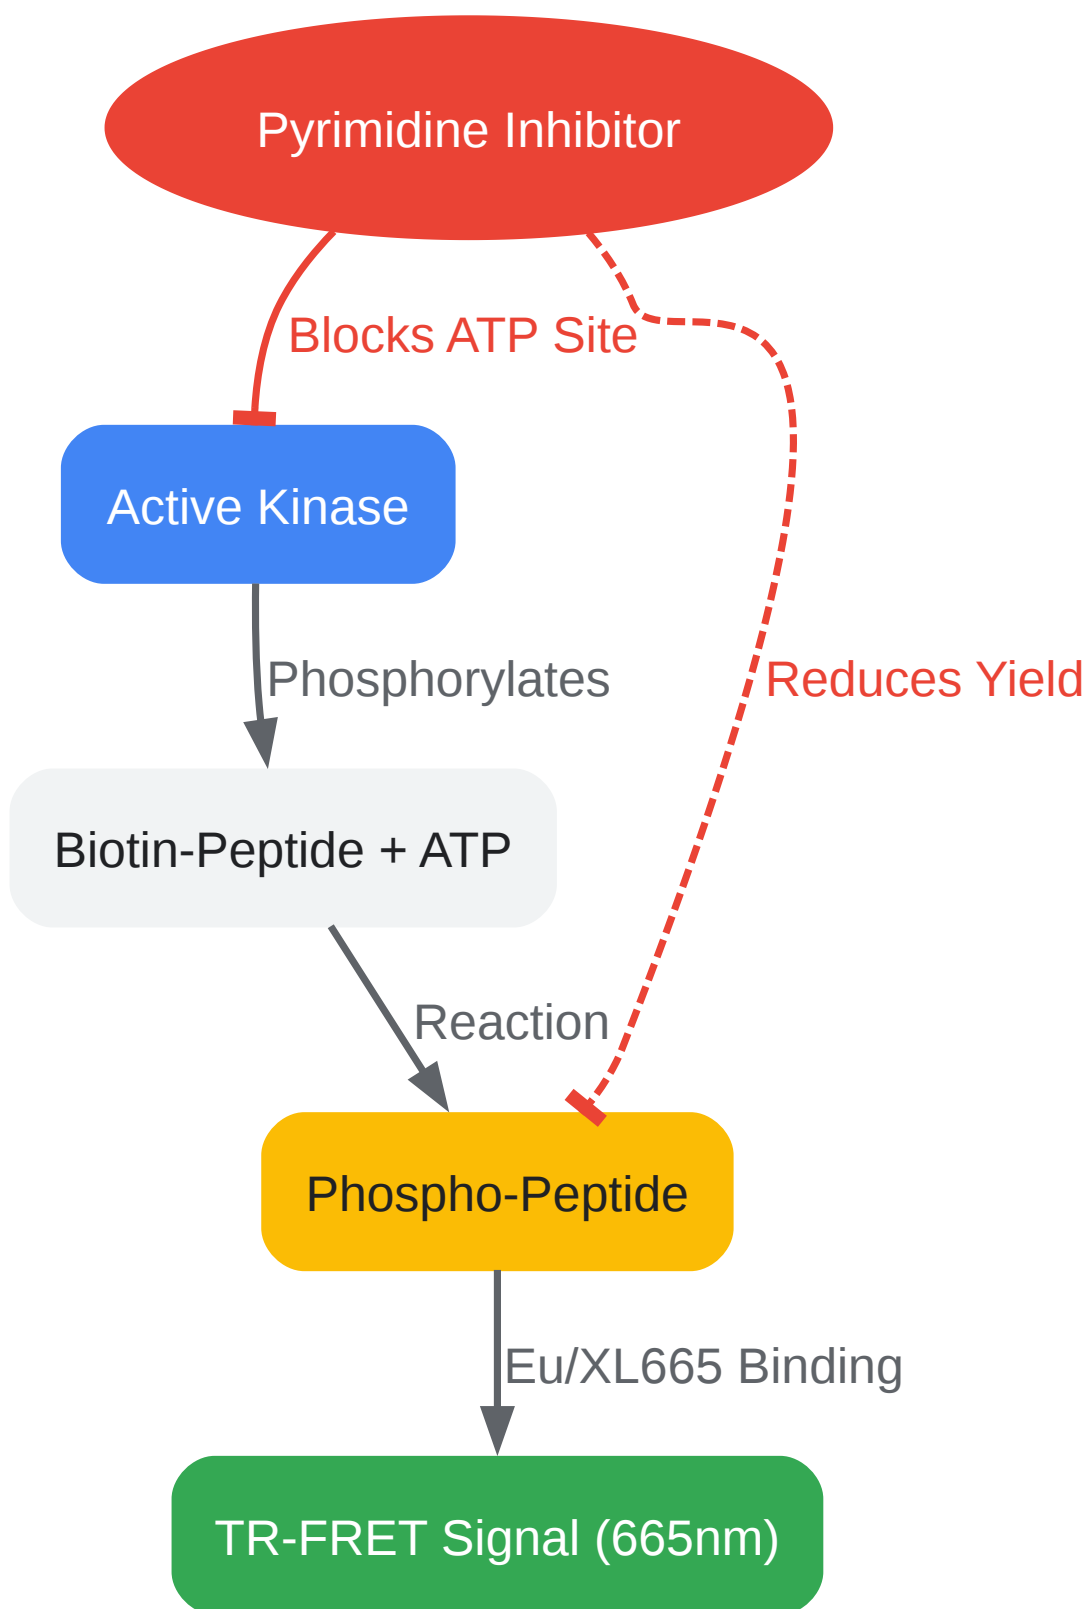 Pyrimidine Inhibitor
Blocks ATP Site
Active Kinase
Phosphorylates
Reduces Yield
Biotin-Peptide + ATP
Reaction
Phospho-Peptide
Eu/XL665 Binding
TR-FRET Signal (665nm)